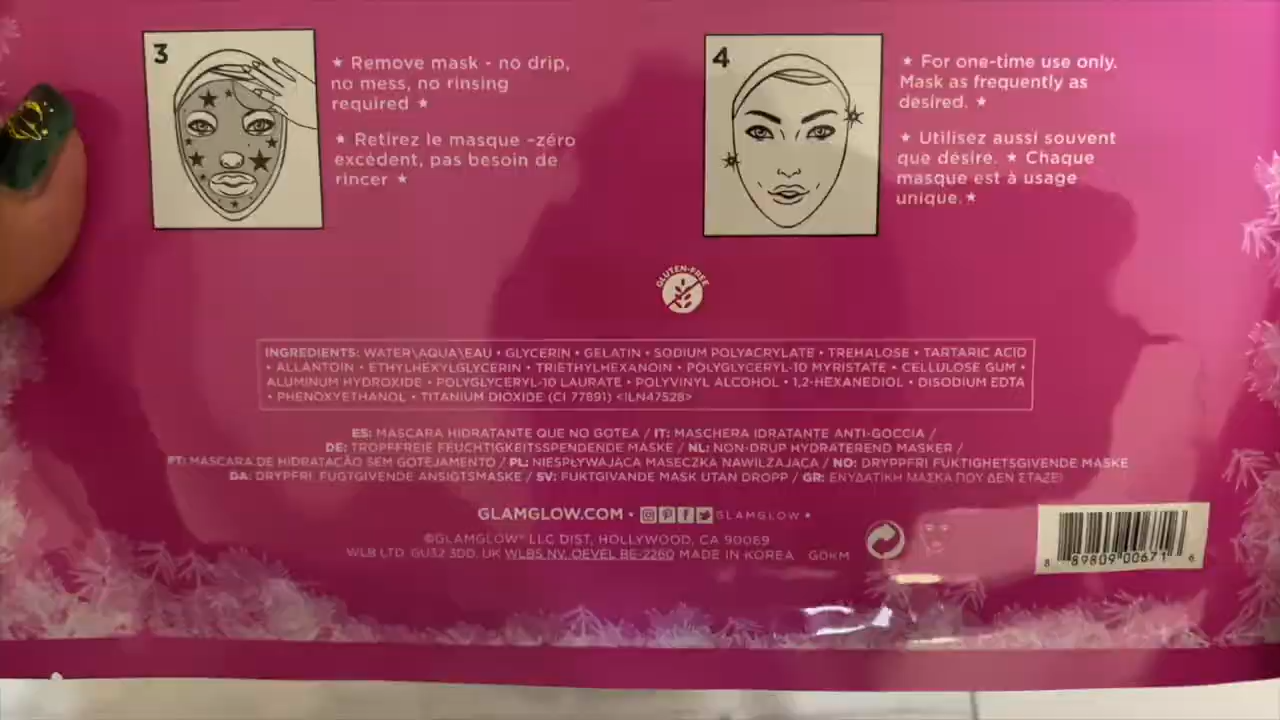 3
★ Remove mask - no drip,
no mess, no rinsing
required ★
★ Retirez le masque -zéro
excédent, pas besoin de
rincer ★
4
★ For one-time use only.
Mask as frequently as
desired. ★
★ Utilisez aussi souvent
que désire. ★ Chaque
masque est à usage
unique.★
GLUTEN-FREE
INGREDIENTS: WATER\AQUA\EAU • GLYCERIN • GELATIN • SODIUM POLYACRYLATE • TREHALOSE • TARTARIC ACID
• ALLANTOIN • ETHYLHEXYLGLYCERIN • TRIETHYLHEXANOIN • POLYGLYCERYL-10 MYRISTATE • CELLULOSE GUM •
ALUMINUM HYDROXIDE • POLYGLYCERYL-10 LAURATE • POLYVINYL ALCOHOL • 1,2-HEXANEDIOL • DISODIUM EDTA
• PHENOXYETHANOL • TITANIUM DIOXIDE (CI 77891) <ILN47528>
ES: MÁSCARA HIDRATANTE QUE NO GOTEA / IT: MASCHERA IDRATANTE ANTI-GOCCIA /
DE: TROPFFREIE FEUCHTIGKEITSSPENDENDE MASKE / NL: NON-DRUP HYDRATEREND MASKER /
PT: MÁSCARA DE HIDRATAÇÃO SEM GOTEJAMENTO / PL: NIESPŁYWAJĄCA MASECZKA NAWILŻAJĄCA / NO: DRYPPFRI FUKTIGHETSGIVENDE MASKE
DA: DRYPFRI FUGTGIVENDE ANSIGTSMASKE / SV: FUKTGIVANDE MASK UTAN DROPP / GR: ΕΝΥΔΑΤΙΚΗ ΜΑΣΚΑ ΠΟΥ ΔΕΝ ΣΤΑΖΕΙ
GLAMGLOW.COM • GLAMGLOW •
©GLAMGLOW® LLC DIST, HOLLYWOOD, CA 90069
WLB LTD. GU32 3DD, UK WLBS NV, OEVEL BE-2260 MADE IN KOREA G0KM
8 89809 00671 6